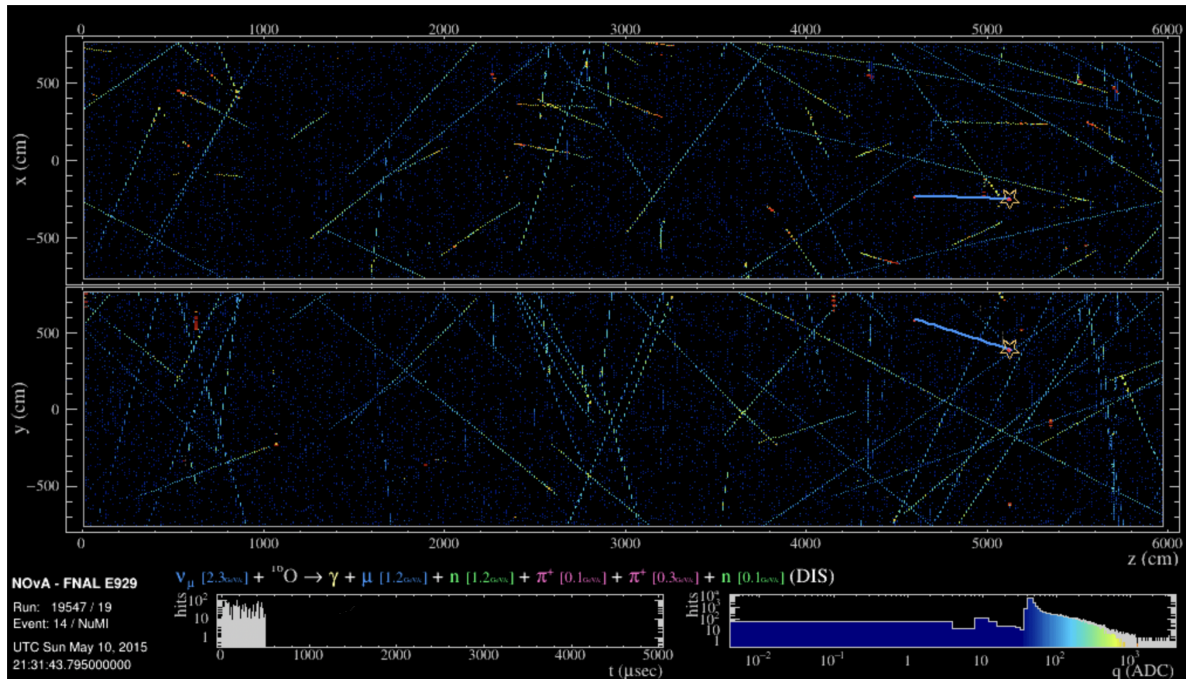 0 1000 2000 3000 4000 5000 6000
x (cm)
500
0
−500
y (cm)
500
0
−500
0 1000 2000 3000 4000 5000 6000
z (cm)
NOvA - FNAL E929
Run: 19547 / 19
Event: 14 / NuMI
UTC Sun May 10, 2015
21:31:43.795000000
νμ [2.3GeV/c] + ¹⁶O → γ + μ [1.2GeV/c] + n [1.2GeV/c] + π⁺ [0.1GeV/c] + π⁺ [0.3GeV/c] + n [0.1GeV/c] (DIS)
hits
10²
10
1
0 1000 2000 3000 4000 5000
t (μsec)
hits
10⁴
10³
10²
10
1
10⁻² 10⁻¹ 1 10 10² 10³
q (ADC)